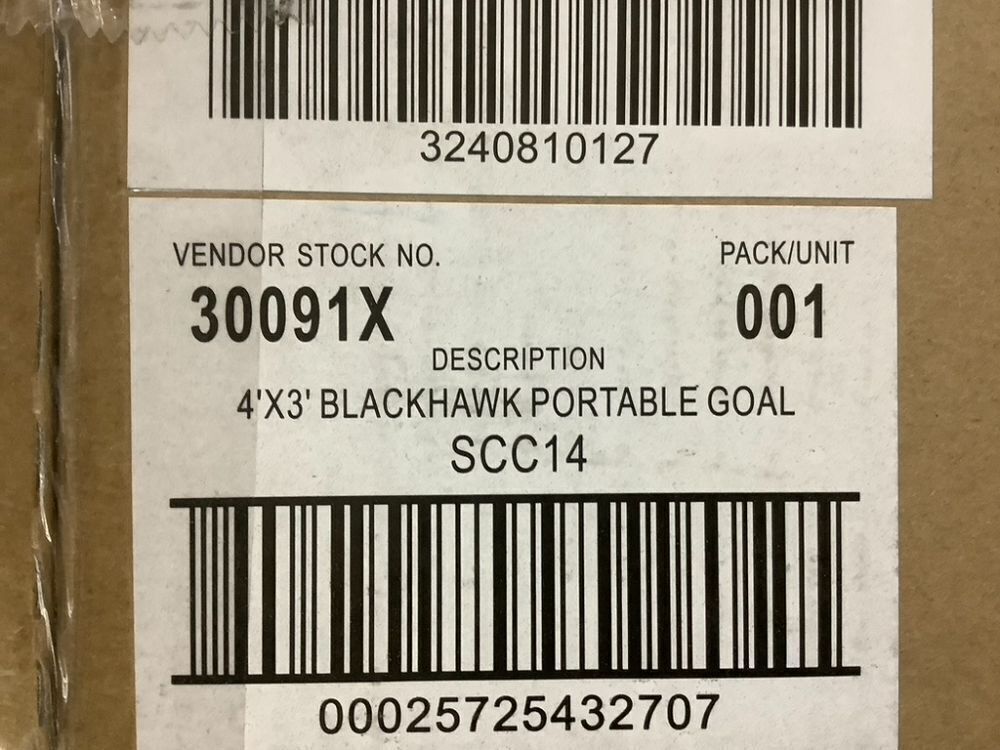 3240810127
VENDOR STOCK NO. PACK/UNIT
30091X 001
DESCRIPTION
4'X3' BLACKHAWK PORTABLE GOAL
SCC14
00025725432707